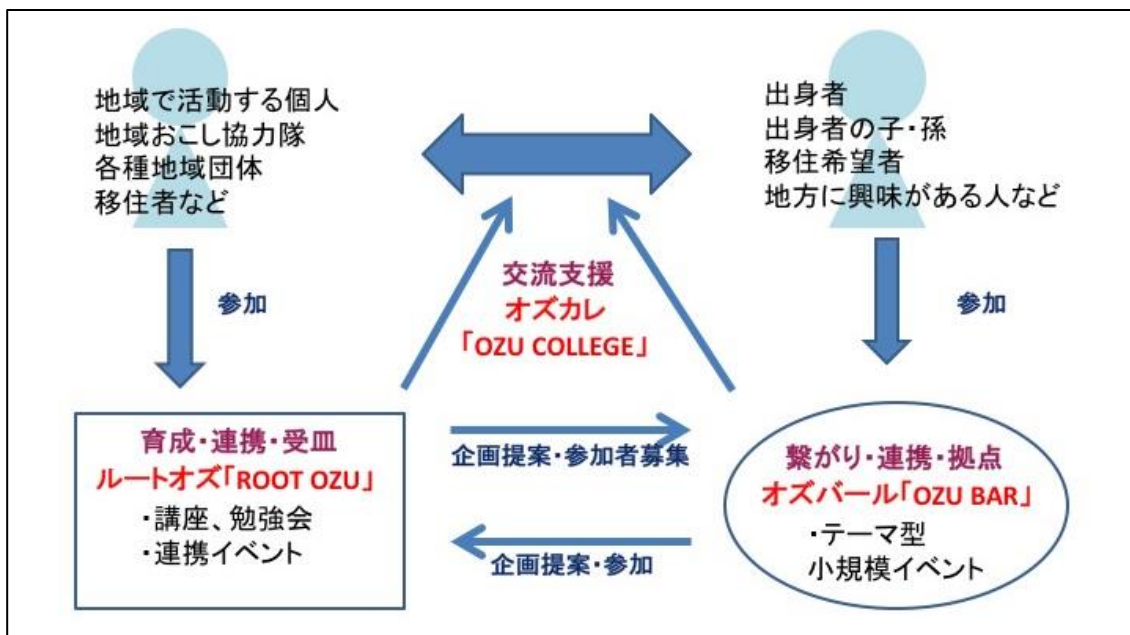 地域で活動する個人
地域おこし協力隊
各種地域団体
移住者など
出身者
出身者の子・孫
移住希望者
地方に興味がある人など
参加
交流支援
オズカレ
「OZU COLLEGE」
参加
育成・連携・受皿
ルートオズ「ROOT OZU」
・講座、勉強会
・連携イベント
企画提案・参加者募集
企画提案・参加
繋がり・連携・拠点
オズバール「OZU BAR」
・テーマ型
小規模イベント